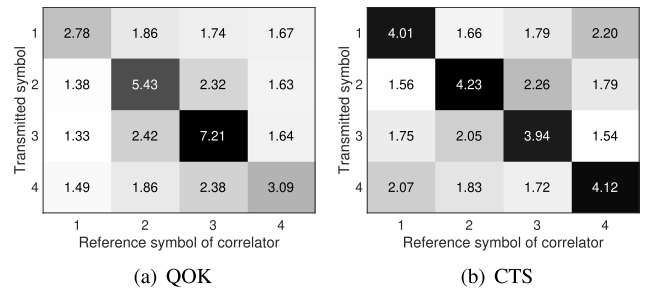 Transmitted symbol
1 2.78 1.86 1.74 1.67
2 1.38 5.43 2.32 1.63
3 1.33 2.42 7.21 1.64
4 1.49 1.86 2.38 3.09
1 2 3 4
Reference symbol of correlator
(a) QOK
Transmitted symbol
1 4.01 1.66 1.79 2.20
2 1.56 4.23 2.26 1.79
3 1.75 2.05 3.94 1.54
4 2.07 1.83 1.72 4.12
1 2 3 4
Reference symbol of correlator
(b) CTS